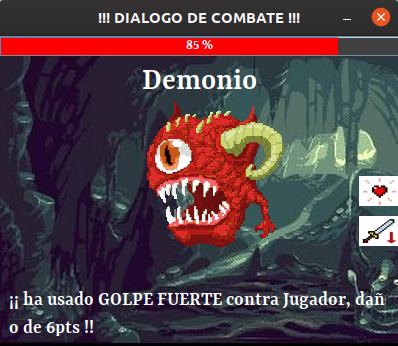 !!! DIALOGO DE COMBATE !!!
85 %
Demonio
¡¡ ha usado GOLPE FUERTE contra Jugador, dañ
o de 6pts !!